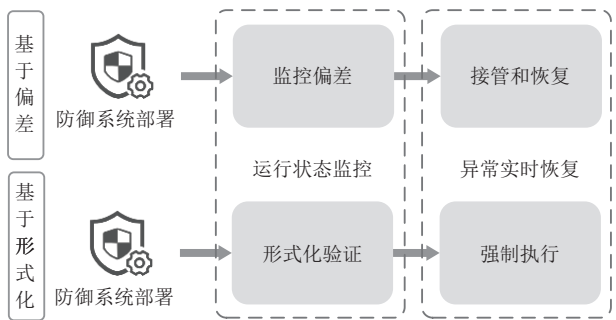 基于偏差
防御系统部署
监控偏差
接管和恢复
运行状态监控
异常实时恢复
基于形式化
防御系统部署
形式化验证
强制执行